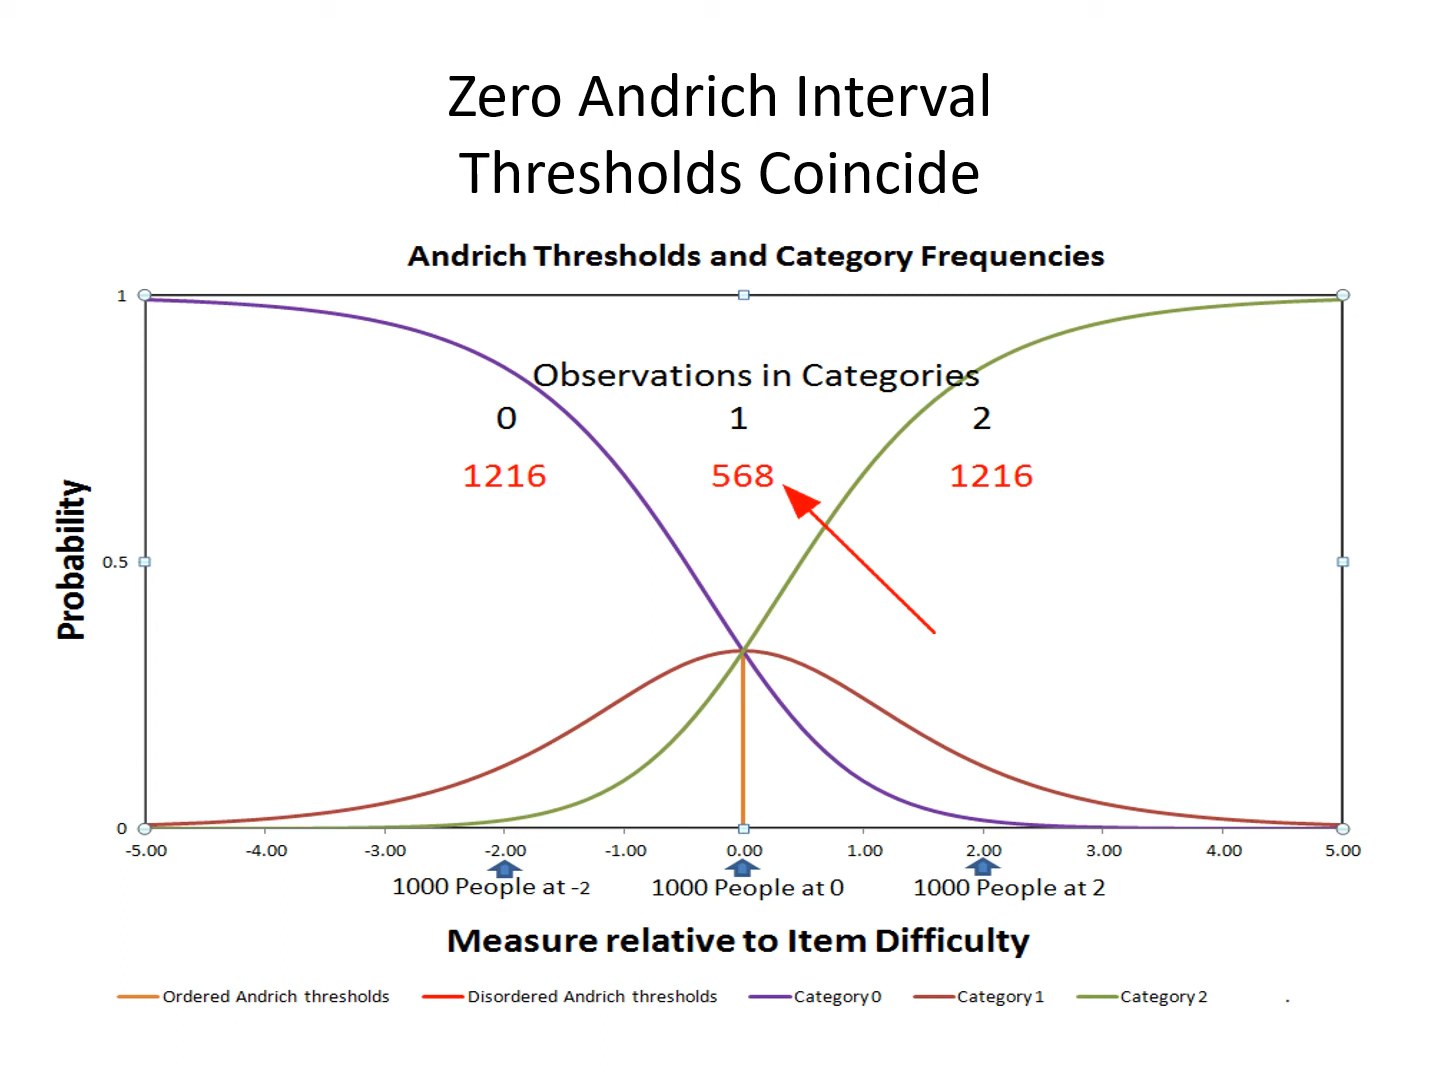 Zero Andrich Interval
Thresholds Coincide
Andrich Thresholds and Category Frequencies
1
Observations in Categories
0 1 2
1216 568 1216
Probability
0.5
0
-5.00 -4.00 -3.00 -2.00 -1.00 0.00 1.00 2.00 3.00 4.00 5.00
1000 People at -2 1000 People at 0 1000 People at 2
Measure relative to Item Difficulty
Ordered Andrich thresholds Disordered Andrich thresholds Category 0 Category 1 Category 2 .